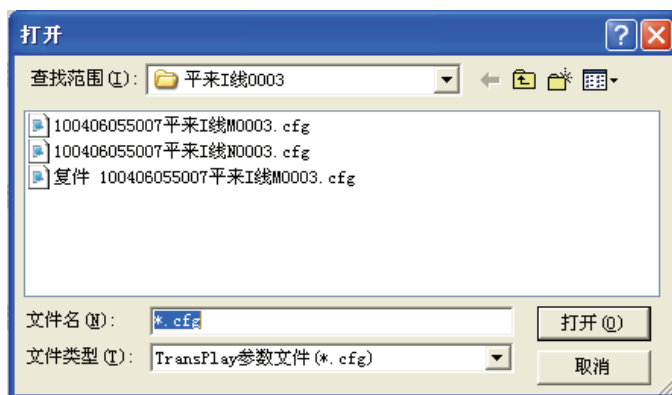 打开
查找范围(I): 平来I线0003
100406055007平来I线M0003.cfg
100406055007平来I线N0003.cfg
复件 100406055007平来I线M0003.cfg
文件名(N): *.cfg 打开(O)
文件类型(T): TransPlay参数文件(*.cfg) 取消